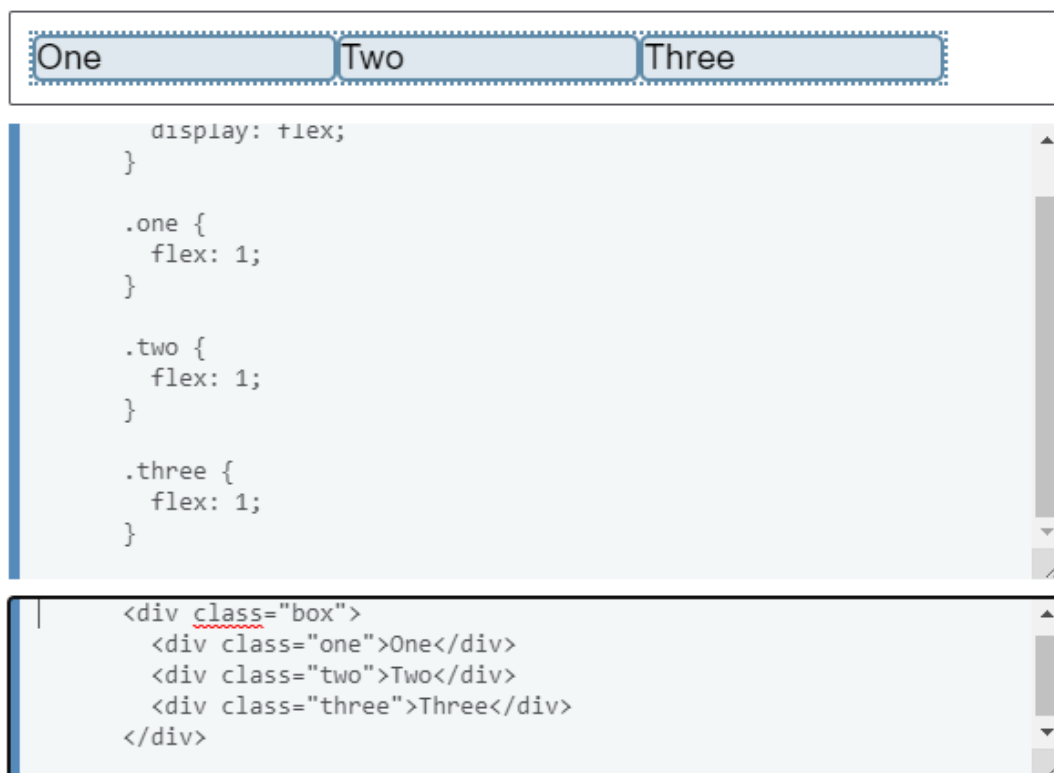 One Two Three
display: flex;
}
.one {
flex: 1;
}
.two {
flex: 1;
}
.three {
flex: 1;
}
<div class="box">
<div class="one">One</div>
<div class="two">Two</div>
<div class="three">Three</div>
</div>